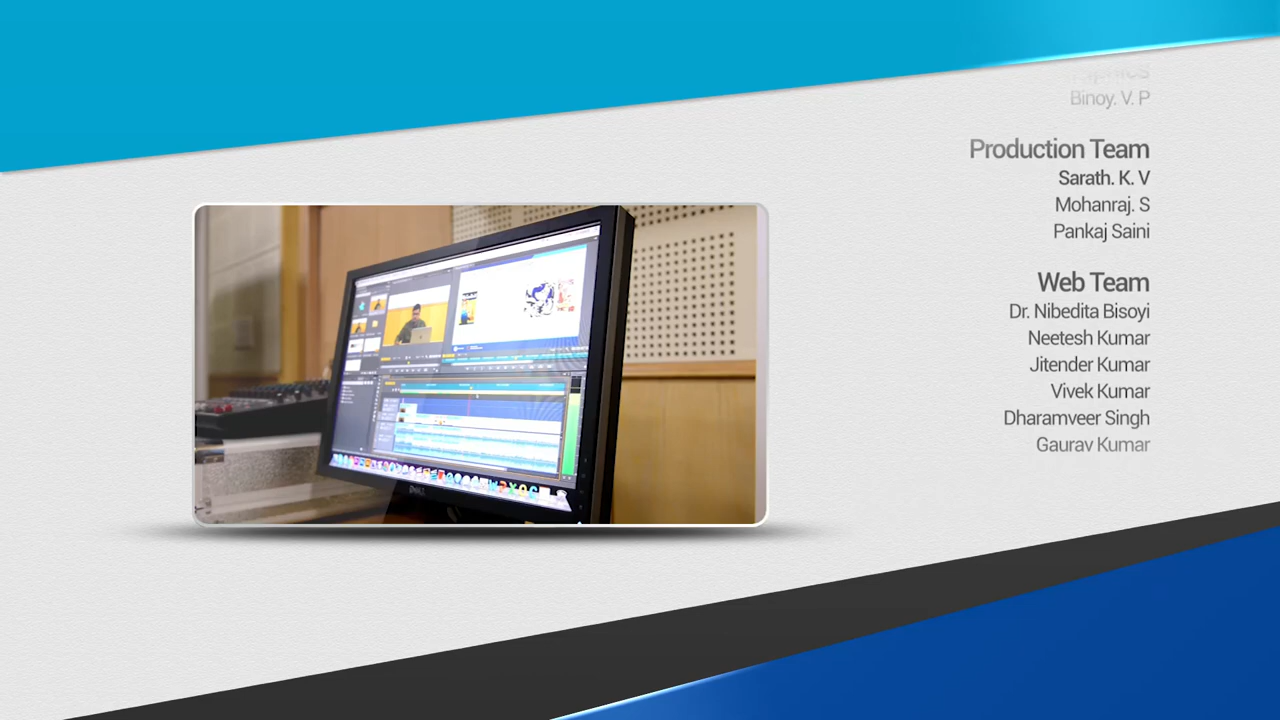 Binoy. V. P
Production Team
Sarath. K. V
Mohanraj. S
Pankaj Saini
Web Team
Dr. Nibedita Bisoyi
Neetesh Kumar
Jitender Kumar
Vivek Kumar
Dharamveer Singh
Gaurav Kumar
DELL